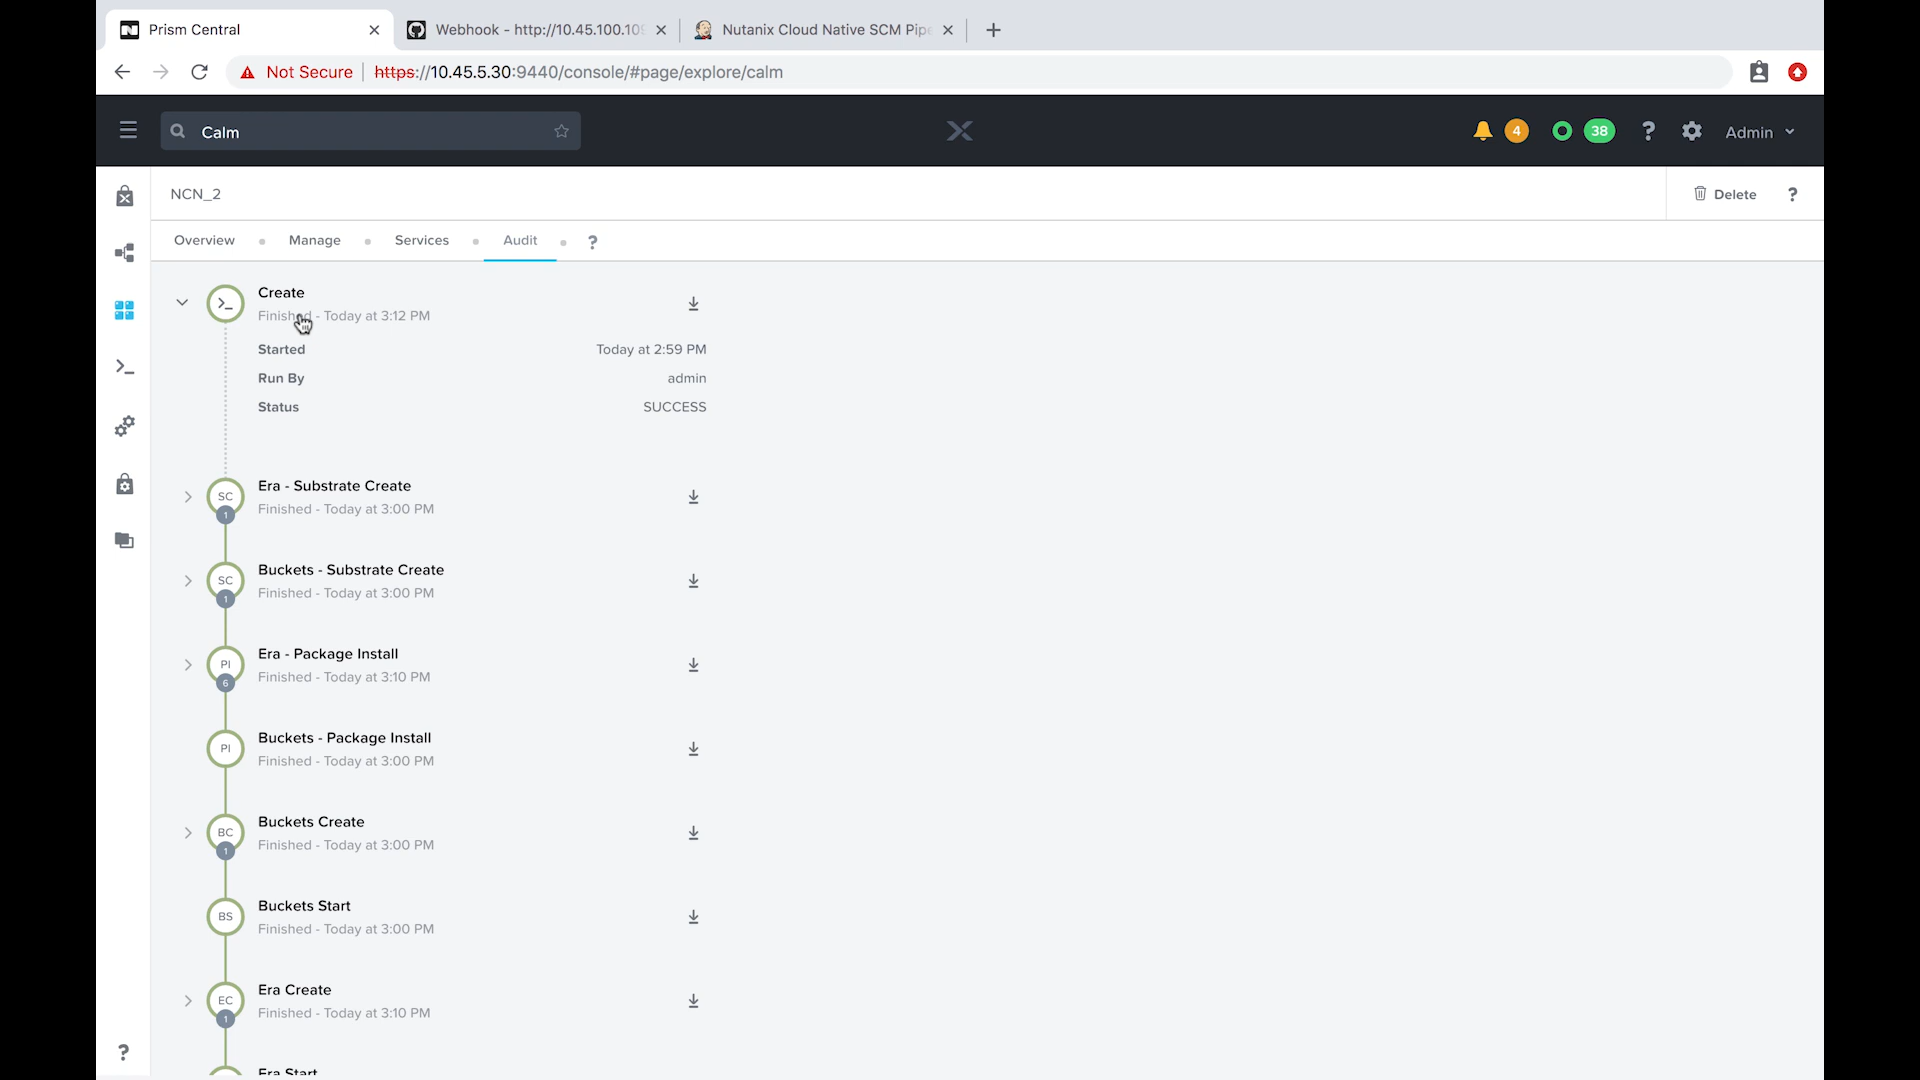 Prism Central
Webhook - http://10.45.100.109
Nutanix Cloud Native SCM Pipe
Not Secure
https://10.45.5.30:9440/console/#page/explore/calm
Calm
4
38
?
Admin
NCN_2
Delete
?
Overview
Manage
Services
Audit
?
Create
Finished - Today at 3:12 PM
Started
Today at 2:59 PM
Run By
admin
Status
SUCCESS
SC
1
Era - Substrate Create
Finished - Today at 3:00 PM
SC
1
Buckets - Substrate Create
Finished - Today at 3:00 PM
PI
6
Era - Package Install
Finished - Today at 3:10 PM
PI
Buckets - Package Install
Finished - Today at 3:00 PM
BC
1
Buckets Create
Finished - Today at 3:00 PM
BS
Buckets Start
Finished - Today at 3:00 PM
EC
1
Era Create
Finished - Today at 3:10 PM
Era Start
?